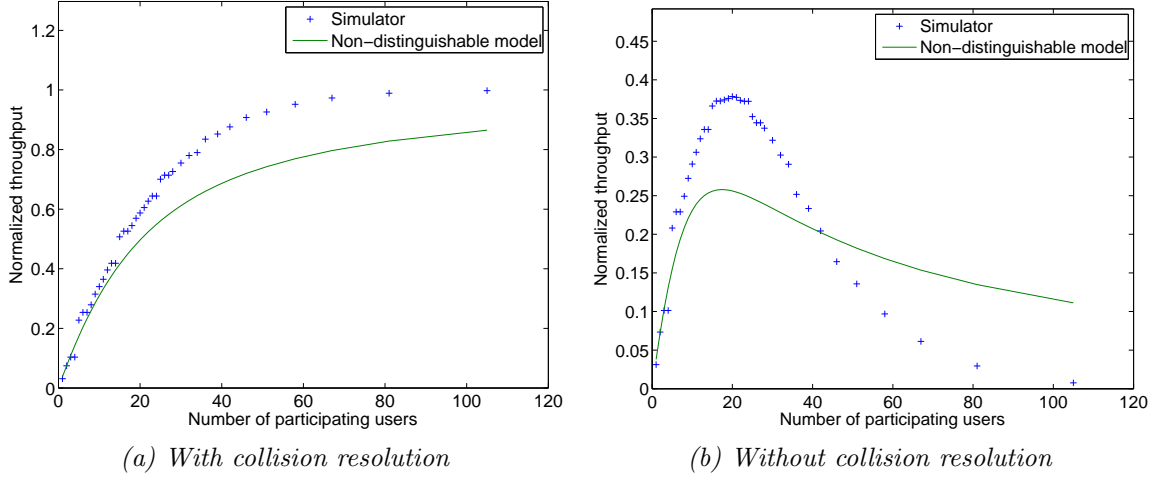 Normalized throughput
1.2
1
0.8
0.6
0.4
0.2
0
0 20 40 60 80 100 120
Number of participating users
Simulator
Non−distinguishable model
(a) With collision resolution
Normalized throughput
0.45
0.4
0.35
0.3
0.25
0.2
0.15
0.1
0.05
0
0 20 40 60 80 100 120
Number of participating users
Simulator
Non−distinguishable model
(b) Without collision resolution